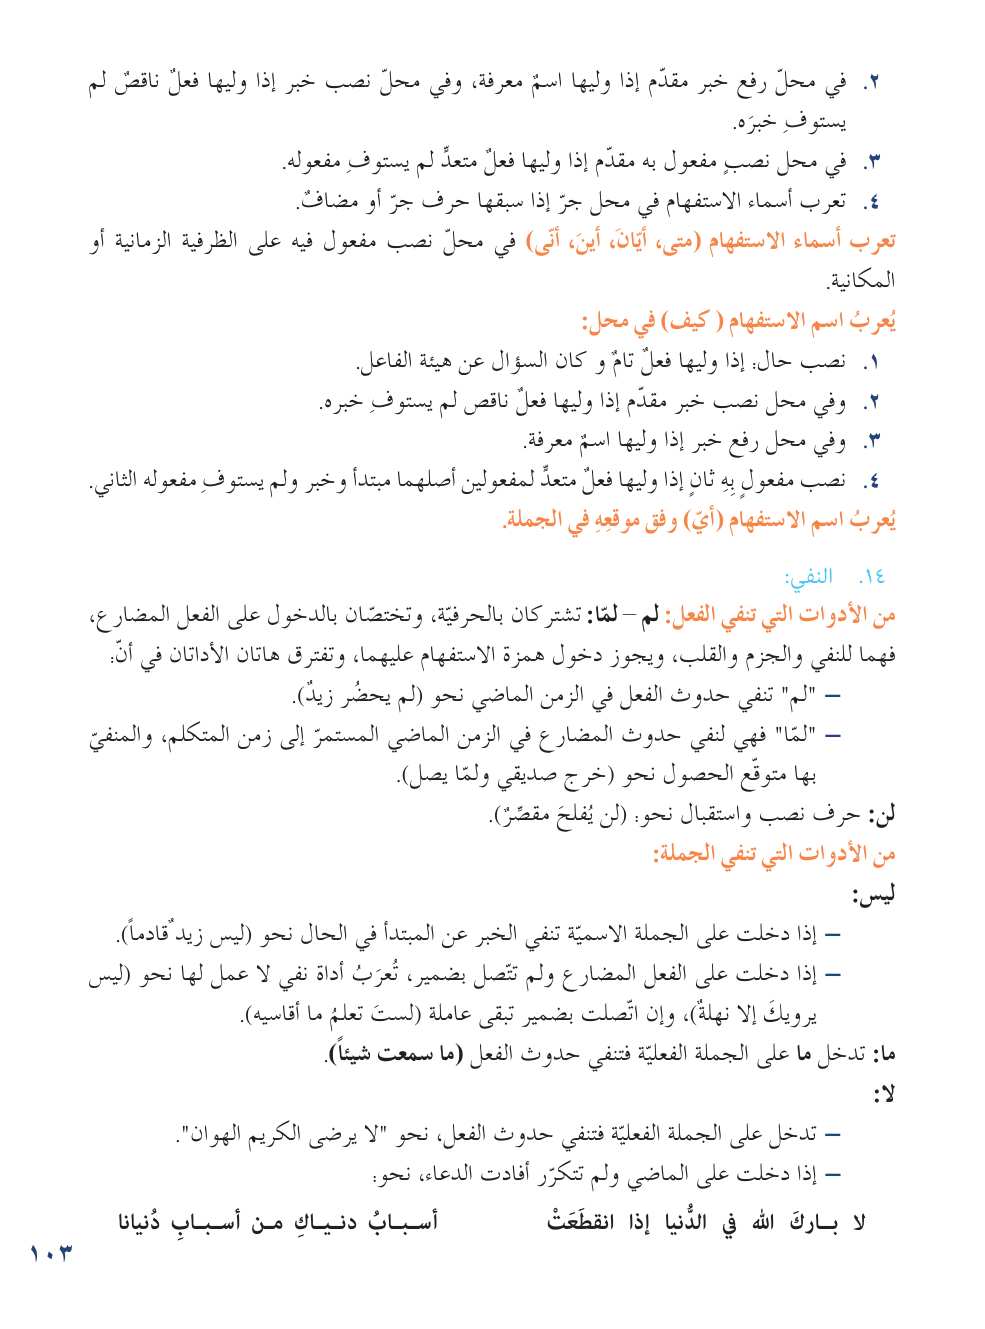 ٢. في محلّ رفع خبر مقدّم إذا وليها اسمٌ معرفة، وفي محلّ نصب خبر إذا وليها فعلٌ ناقصٌ لم
يستوفِ خبرَه.
٣. في محل نصبٍ مفعول به مقدّم إذا وليها فعلٌ متعدٍّ لم يستوفِ مفعوله.
٤. تعرب أسماء الاستفهام في محل جرّ إذا سبقها حرف جرّ أو مضافٌ.
تعرب أسماء الاستفهام (متى، أيّانَ، أينَ، أنّى) في محلّ نصب مفعول فيه على الظرفية الزمانية أو
المكانية.
يُعربُ اسم الاستفهام ( كيف) في محل:
١. نصب حال: إذا وليها فعلٌ تامٌ و كان السؤال عن هيئة الفاعل.
٢. وفي محل نصب خبر مقدّم إذا وليها فعلٌ ناقص لم يستوفِ خبره.
٣. وفي محل رفع خبر إذا وليها اسمٌ معرفة.
٤. نصب مفعولٍ بِهِ ثانٍ إذا وليها فعلٌ متعدٍّ لمفعولين أصلهما مبتدأ وخبر ولم يستوفِ مفعوله الثاني.
يُعربُ اسم الاستفهام (أيّ) وفق موقعِهِ في الجملة.
١٤. النفي:
من الأدوات التي تنفي الفعل: لم – لمّا: تشتركان بالحرفيّة، وتختصّان بالدخول على الفعل المضارع،
فهما للنفي والجزم والقلب، ويجوز دخول همزة الاستفهام عليهما، وتفترق هاتان الأداتان في أنّ:
– "لم" تنفي حدوث الفعل في الزمن الماضي نحو (لم يحضُر زيدٌ).
– "لمّا" فهي لنفي حدوث المضارع في الزمن الماضي المستمرّ إلى زمن المتكلم، والمنفيّ
بها متوقّع الحصول نحو (خرج صديقي ولمّا يصل).
لن: حرف نصب واستقبال نحو: (لن يُفلحَ مقصِّرٌ).
من الأدوات التي تنفي الجملة:
ليس:
– إذا دخلت على الجملة الاسميّة تنفي الخبر عن المبتدأ في الحال نحو (ليس زيد ٌقادماً).
– إذا دخلت على الفعل المضارع ولم تتّصل بضمير، تُعرَبُ أداة نفي لا عمل لها نحو (ليس
يرويكَ إلا نهلةٌ)، وإن اتّصلت بضمير تبقى عاملة (لستَ تعلمُ ما أقاسيه).
ما: تدخل ما على الجملة الفعليّة فتنفي حدوث الفعل (ما سمعت شيئاً).
لا:
– تدخل على الجملة الفعليّة فتنفي حدوث الفعل، نحو "لا يرضى الكريم الهوان".
– إذا دخلت على الماضي ولم تتكرّر أفادت الدعاء، نحو:
لا بـاركَ الله في الدُّنيا إذا انقطَعَتْ أسـبـابُ دنـيـاكِ مـن أسـبـابِ دُنيانا
١٠٣